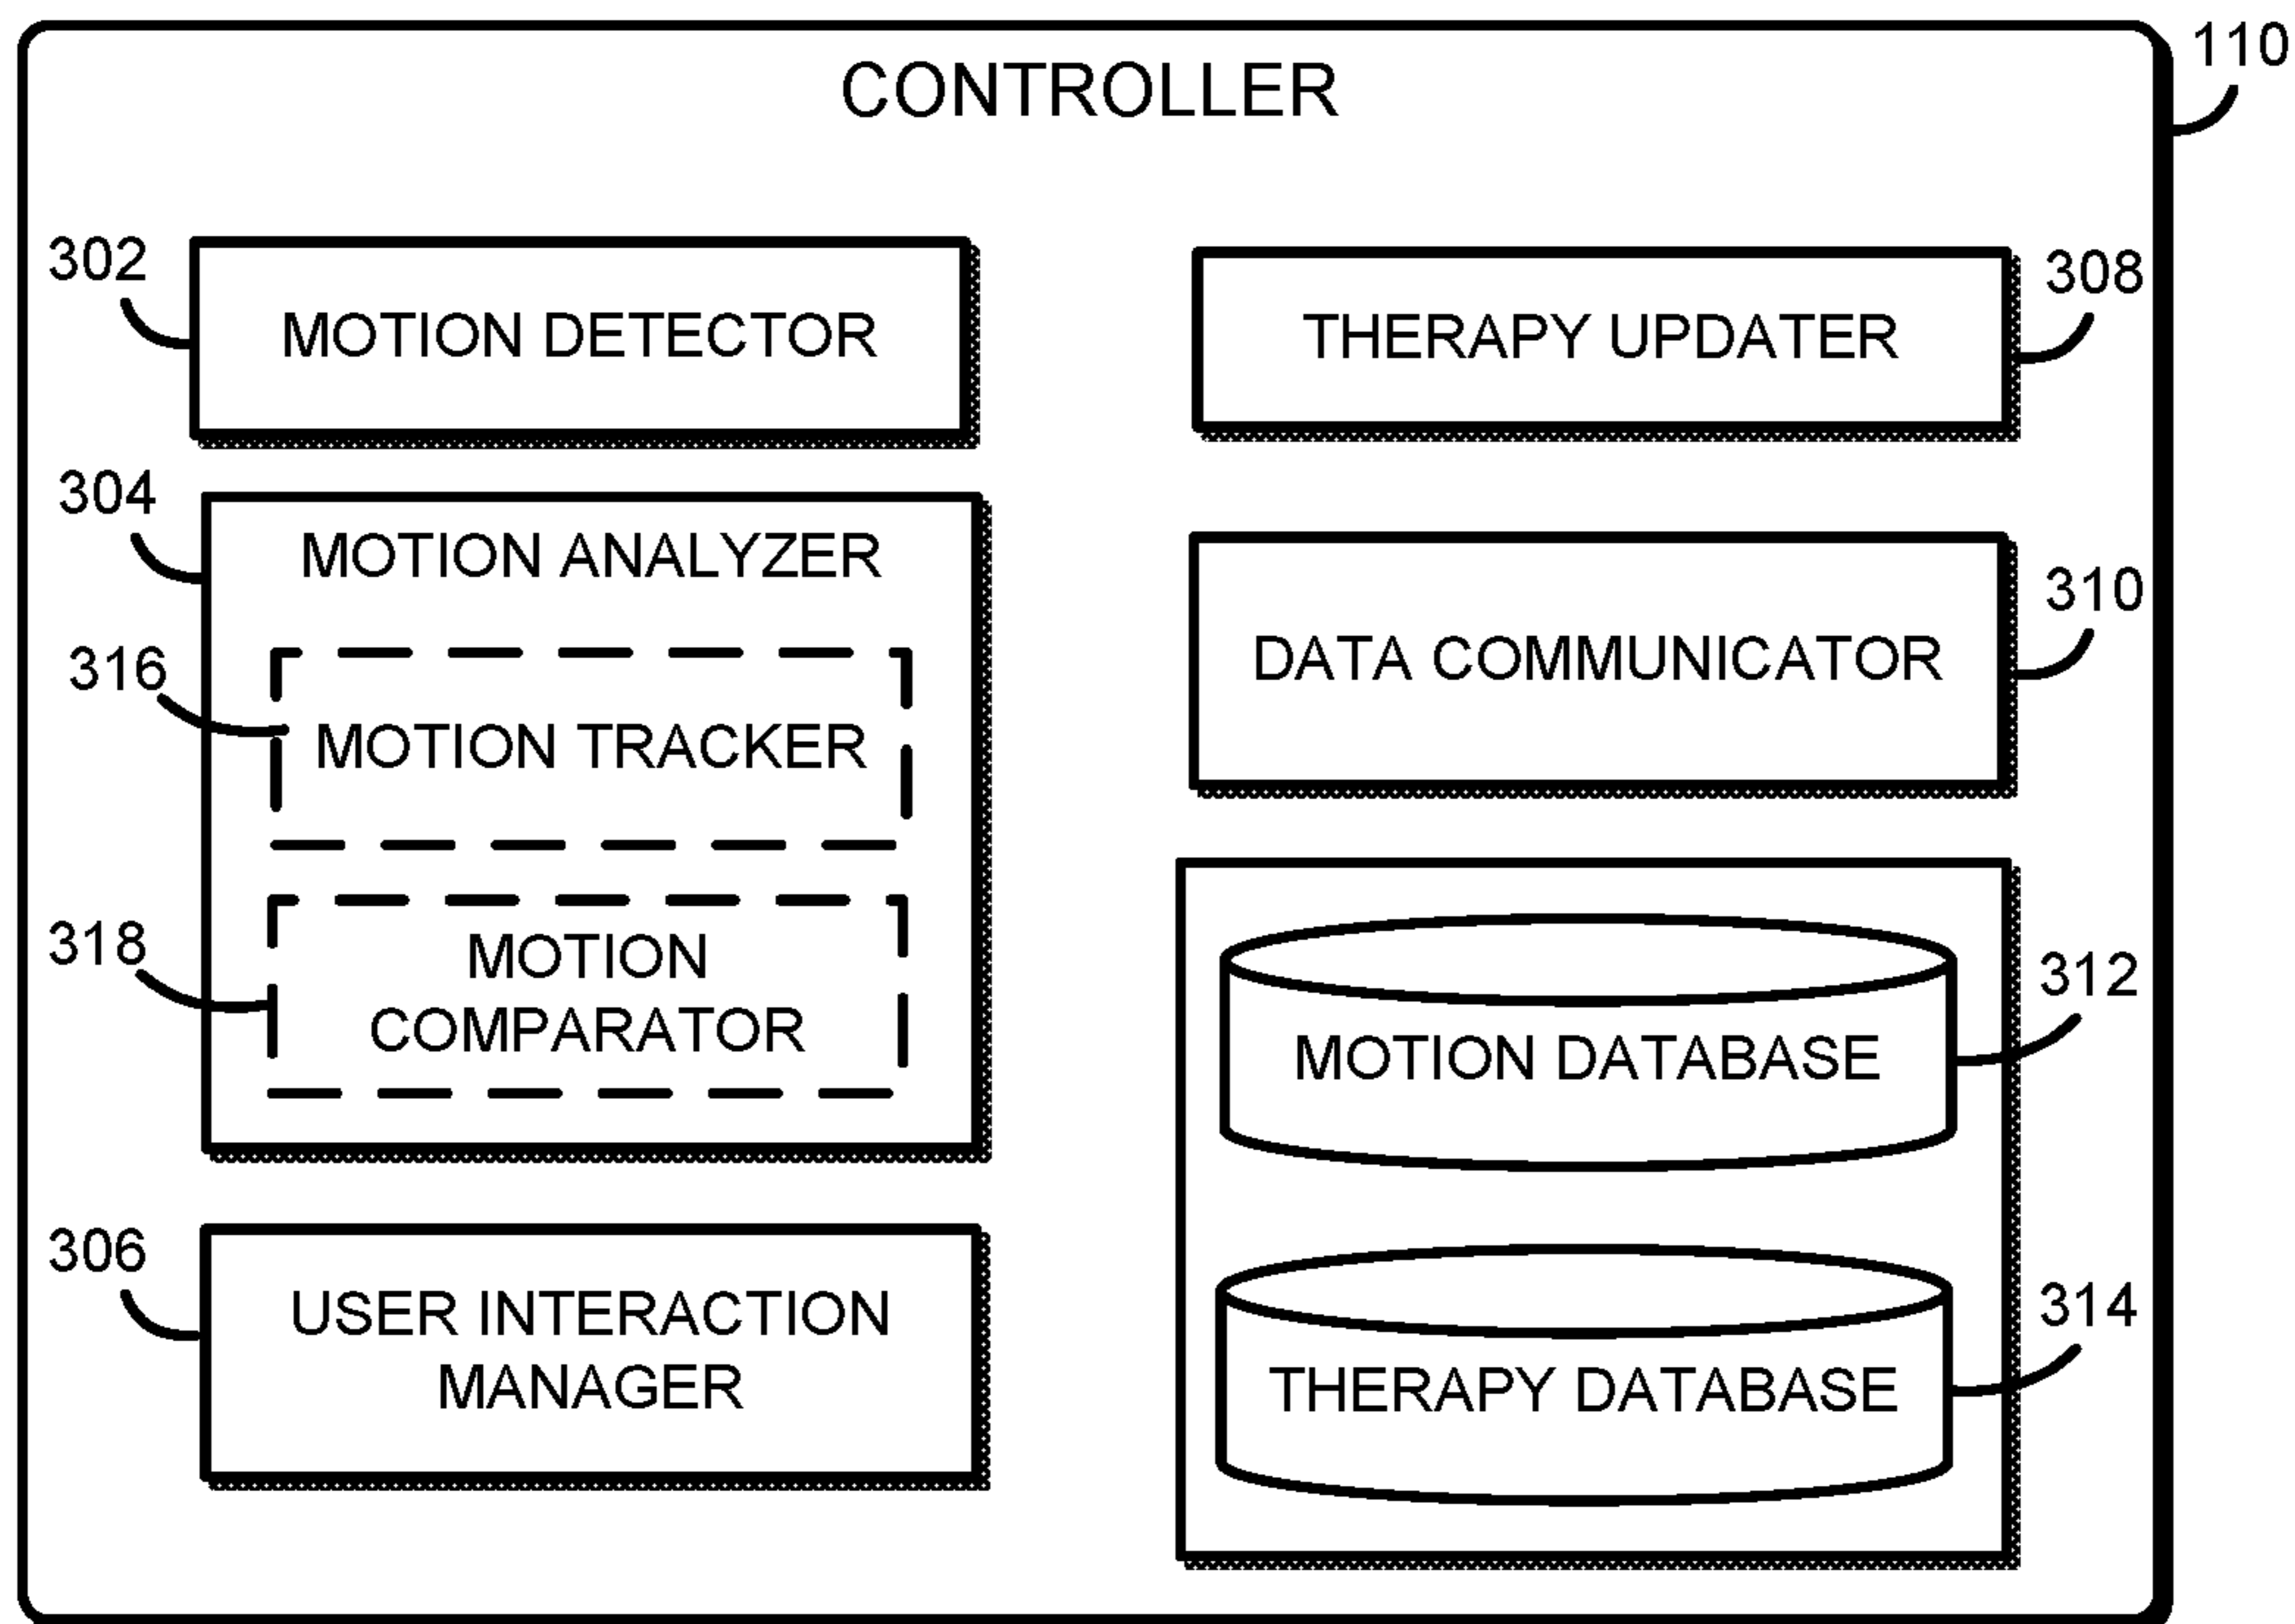 CONTROLLER
110
302
MOTION DETECTOR
304
MOTION ANALYZER
316
MOTION TRACKER
318
MOTION
COMPARATOR
306
USER INTERACTION
MANAGER
308
THERAPY UPDATER
310
DATA COMMUNICATOR
312
MOTION DATABASE
314
THERAPY DATABASE